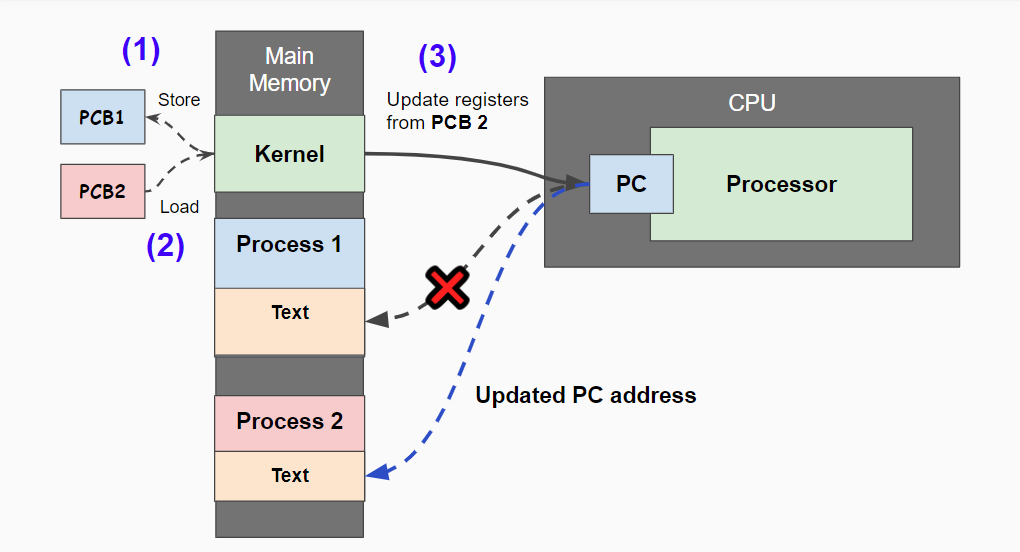 (1)
Store
PCB1
PCB2
Load
(2)
Main
Memory
Kernel
Process 1
Text
Process 2
Text
(3)
Update registers
from PCB 2
CPU
PC
Processor
Updated PC address